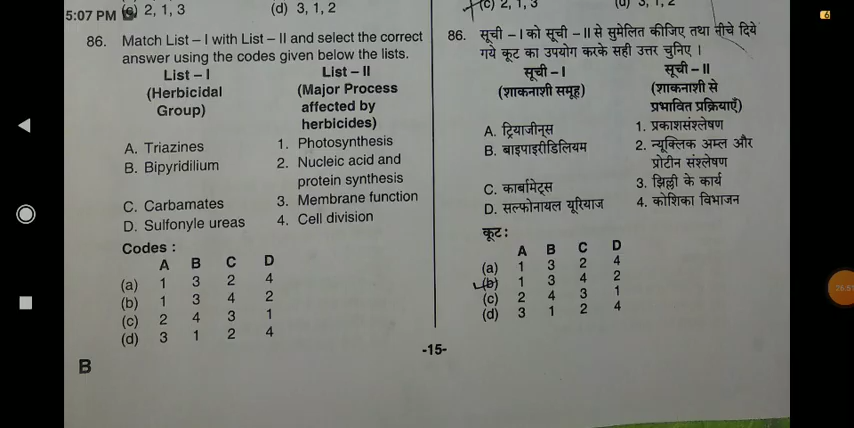 5:07 PM
(c) 2, 1, 3 (d) 3, 1, 2
86. Match List – I with List – II and select the correct
answer using the codes given below the lists.
List – I List – II
(Herbicidal (Major Process
Group) affected by
herbicides)
A. Triazines 1. Photosynthesis
B. Bipyridilium 2. Nucleic acid and
protein synthesis
C. Carbamates 3. Membrane function
D. Sulfonyle ureas 4. Cell division
Codes :
A B C D
(a) 1 3 2 4
(b) 1 3 4 2
(c) 2 4 3 1
(d) 3 1 2 4
B
(c) 2, 1, 3 (d) 3, 1, 2
86. सूची – I को सूची – II से सुमेलित कीजिए तथा नीचे दिये
गये कूट का उपयोग करके सही उत्तर चुनिए ।
सूची – I सूची – II
(शाकनाशी समूह) (शाकनाशी से
प्रभावित प्रक्रियाएँ)
A. ट्रियाजीन्स 1. प्रकाशसंश्लेषण
B. बाइपाइरीडिलियम 2. न्यूक्लिक अम्ल और
प्रोटीन संश्लेषण
C. कार्बामेट्स 3. झिल्ली के कार्य
D. सल्फोनायल यूरियाज 4. कोशिका विभाजन
कूट :
A B C D
(a) 1 3 2 4
(b) 1 3 4 2
(c) 2 4 3 1
(d) 3 1 2 4
-15-